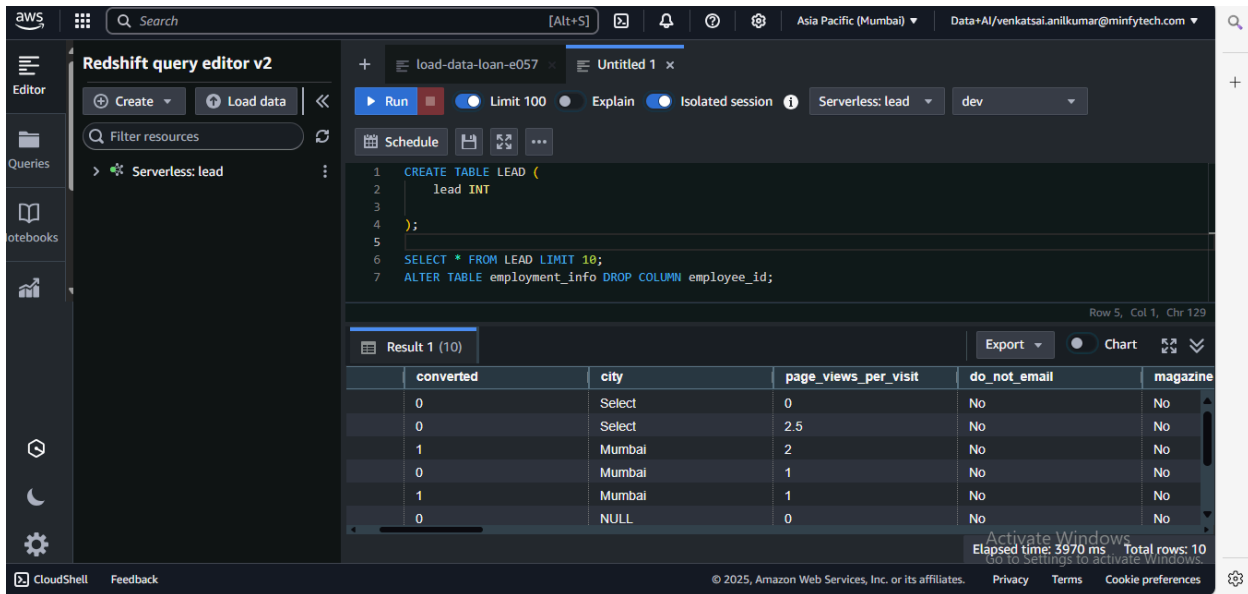 aws
Search [Alt+S] Asia Pacific (Mumbai) Data+AI/venkatsai.anilkumar@minfytech.com
Editor
Queries
otebooks
Redshift query editor v2
Create Load data
Filter resources
Serverless: lead
load-data-loan-e057 Untitled 1
Run Limit 100 Explain Isolated session Serverless: lead dev
Schedule
1 CREATE TABLE LEAD (
2 lead INT
3
4 );
5
6 SELECT * FROM LEAD LIMIT 10;
7 ALTER TABLE employment_info DROP COLUMN employee_id;
Row 5, Col 1, Chr 129
Result 1 (10) Export Chart
converted city page_views_per_visit do_not_email magazine
0 Select 0 No No
0 Select 2.5 No No
1 Mumbai 2 No No
0 Mumbai 1 No No
1 Mumbai 1 No No
0 NULL 0 No No
Activate Windows
Elapsed time: 3970 ms Total rows: 10
Go to Settings to activate Windows.
CloudShell Feedback © 2025, Amazon Web Services, Inc. or its affiliates. Privacy Terms Cookie preferences